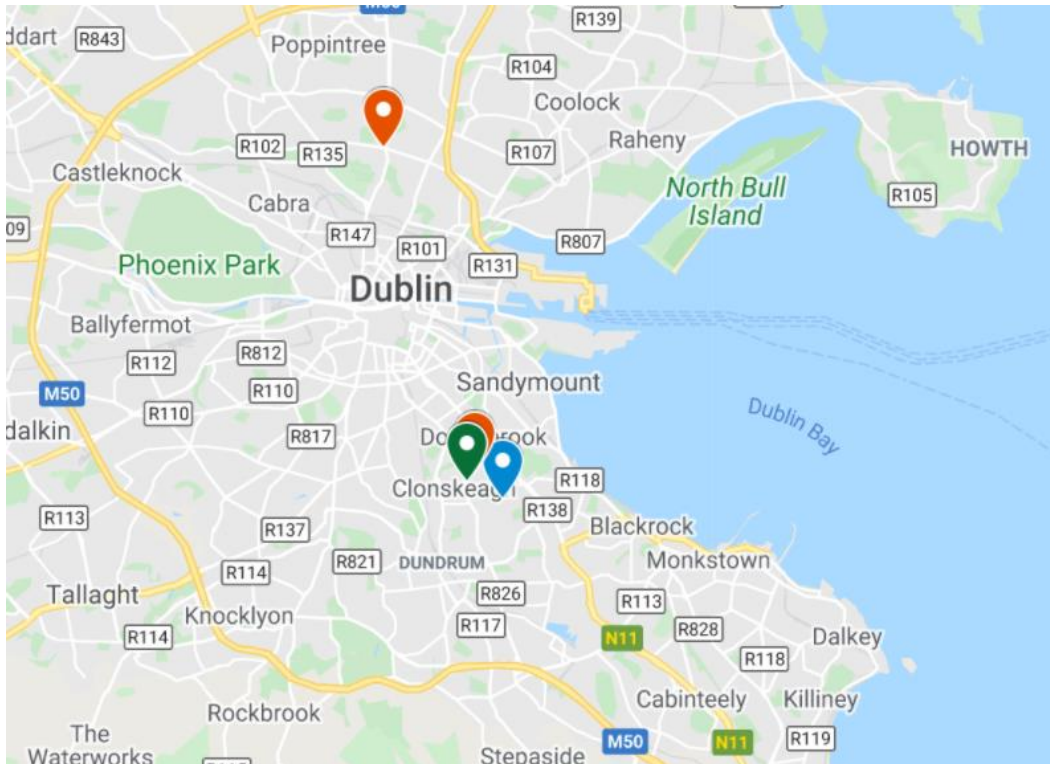 M50
R139
ddart
R843
Poppintree
R104
Coolock
Raheny
R102
R135
R107
HOWTH
Castleknock
North Bull
Island
R105
Cabra
09
R147
R101
R807
Phoenix Park
R131
Dublin
Ballyfermot
R112
R812
Sandymount
M50
R110
R110
Dublin Bay
dalkin
R817
Do
rook
Clonskeagh
R118
R113
R138
R137
Blackrock
R821
DUNDRUM
Monkstown
R114
Tallaght
R826
R113
Knocklyon
R117
R114
N11
R828
Dalkey
R118
Cabinteely
Killiney
Rockbrook
The
Waterworks
M50
N11
R119
Stepaside